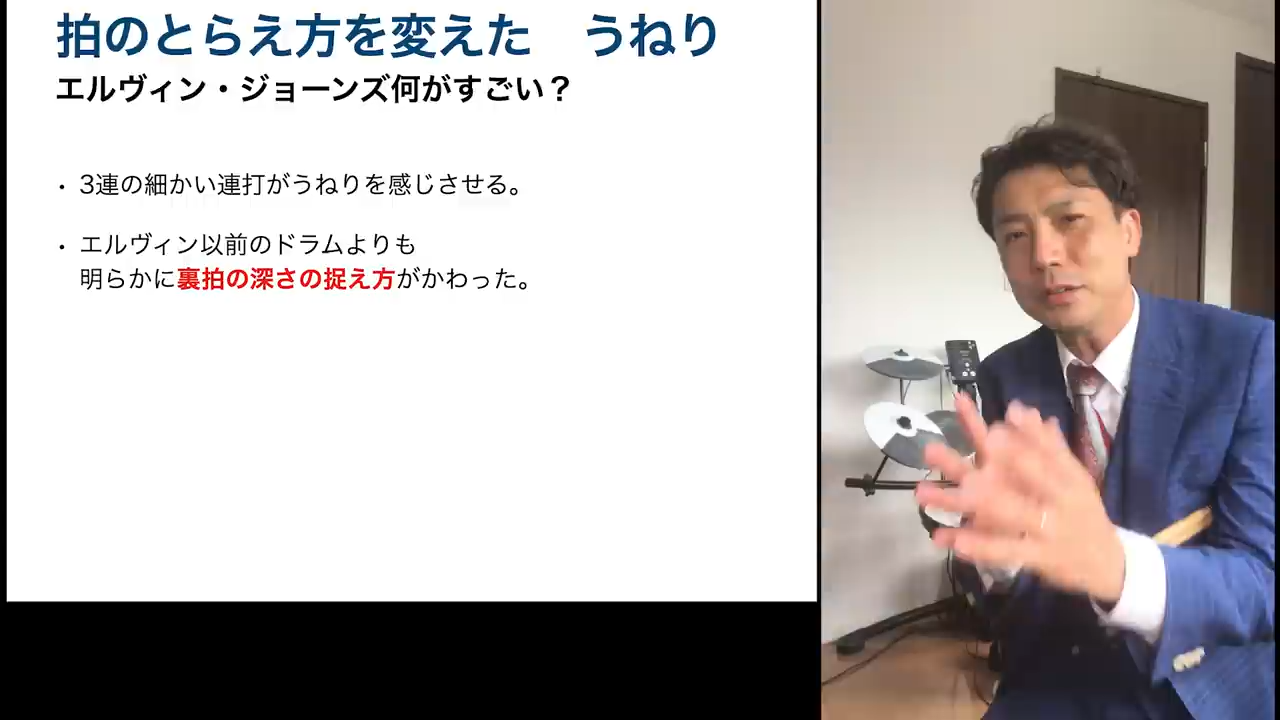 拍のとらえ方を変えた　うねり
エルヴィン・ジョーンズ何がすごい？
・ 3連の細かい連打がうねりを感じさせる。
・ エルヴィン以前のドラムよりも
明らかに裏拍の深さの捉え方がかわった。